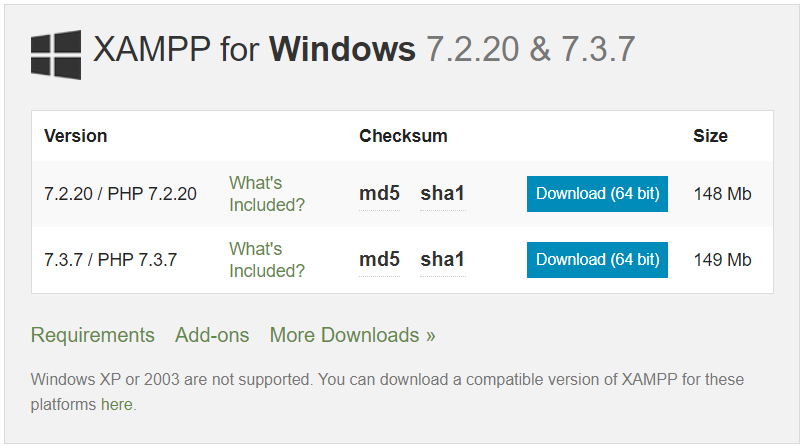 XAMPP for Windows 7.2.20 & 7.3.7
Version Checksum Size
7.2.20 / PHP 7.2.20 What's Included? md5 sha1 Download (64 bit) 148 Mb
7.3.7 / PHP 7.3.7 What's Included? md5 sha1 Download (64 bit) 149 Mb
Requirements Add-ons More Downloads »
Windows XP or 2003 are not supported. You can download a compatible version of XAMPP for these
platforms here.